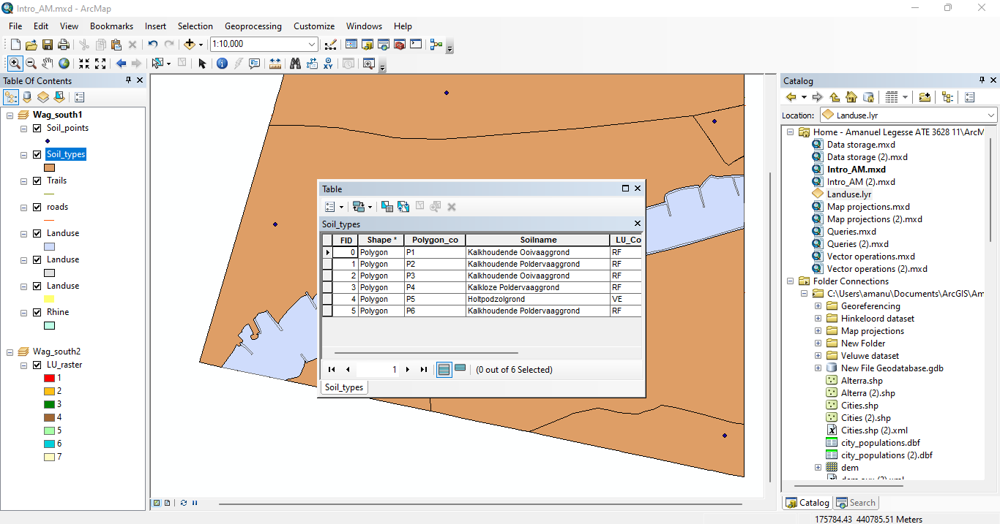 Intro_AM.mxd - ArcMap
File Edit View Bookmarks Insert Selection Geoprocessing Customize Windows Help
1:10,000
Table Of Contents
Wag_south1
Soil_points
Soil_types
Trails
roads
Landuse
Landuse
Landuse
Rhine
Wag_south2
LU_raster
1
2
3
4
5
6
7
Table
Soil_types
FID Shape * Polygon_co Soilname LU_Co
0 Polygon P1 Kalkhoudende Ooivaaggrond RF
1 Polygon P2 Kalkhoudende Poldervaaggrond RF
2 Polygon P3 Kalkhoudende Ooivaaggrond RF
3 Polygon P4 Kalkloze Poldervaaggrond RF
4 Polygon P5 Holtpodzolgrond VE
5 Polygon P6 Kalkhoudende Poldervaaggrond RF
1 (0 out of 6 Selected)
Soil_types
Catalog
Location: Landuse.lyr
Home - Amanuel Legesse ATE 3628 11\ArcM
Data storage.mxd
Data storage (2).mxd
Intro_AM.mxd
Intro_AM (2).mxd
Landuse.lyr
Map projections.mxd
Map projections (2).mxd
Queries.mxd
Queries (2).mxd
Vector operations.mxd
Vector operations (2).mxd
Folder Connections
C:\Users\amanu\Documents\ArcGIS\Am
Georeferencing
Hinkeloord dataset
Map projections
New Folder
Veluwe dataset
New File Geodatabase.gdb
Alterra.shp
Alterra (2).shp
Cities.shp
Cities (2).shp
Cities.shp (2).xml
city_populations.dbf
city_populations (2).dbf
dem
Catalog Search
175784.43 440785.51 Meters